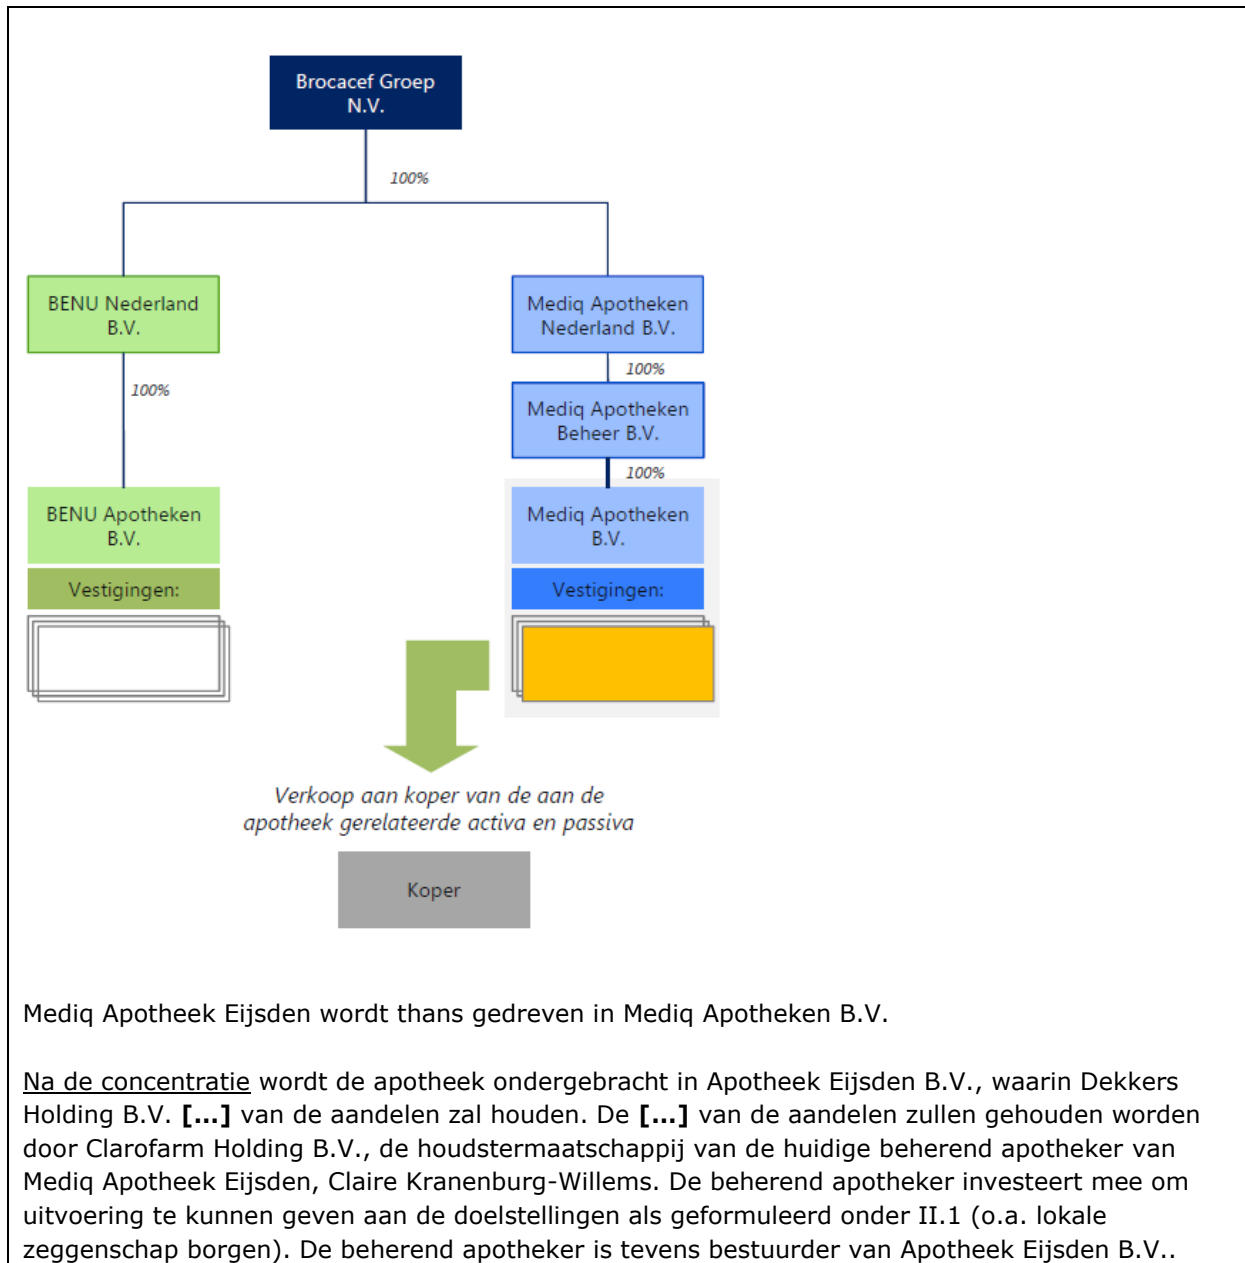 Brocacef Groep
N.V.
100%
BENU Nederland
B.V.
Mediq Apotheken
Nederland B.V.
100%
100%
Mediq Apotheken
Beheer B.V.
100%
BENU Apotheken
B.V.
Mediq Apotheken
B.V.
Vestigingen:
Vestigingen:
Verkoop aan koper van de aan de
apotheek gerelateerde activa en passiva
Koper
Mediq Apotheek Eijsden wordt thans gedreven in Mediq Apotheken B.V.
Na de concentratie wordt de apotheek ondergebracht in Apotheek Eijsden B.V., waarin Dekkers
Holding B.V. [...] van de aandelen zal houden. De [...] van de aandelen zullen gehouden worden
door Clarofarm Holding B.V., de houdstermaatschappij van de huidige beherend apotheker van
Mediq Apotheek Eijsden, Claire Kranenburg-Willems. De beherend apotheker investeert mee om
uitvoering te kunnen geven aan de doelstellingen als geformuleerd onder II.1 (o.a. lokale
zeggenschap borgen). De beherend apotheker is tevens bestuurder van Apotheek Eijsden B.V..